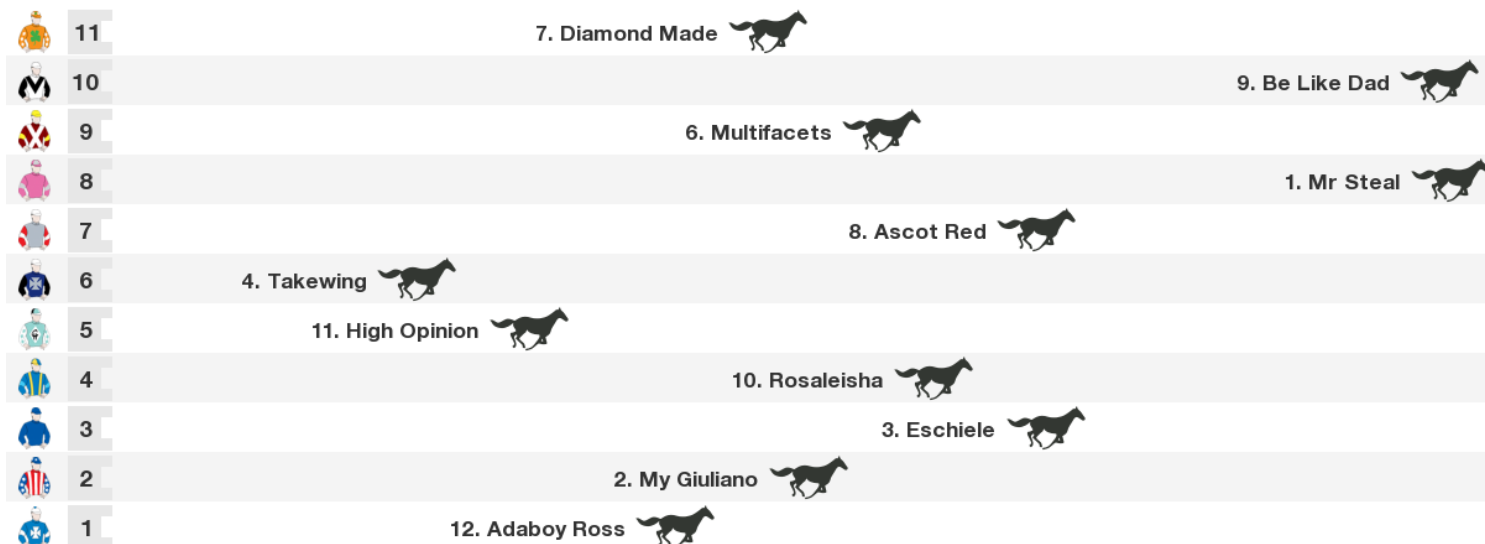 11 7. Diamond Made
10 9. Be Like Dad
9 6. Multifacets
8 1. Mr Steal
7 8. Ascot Red
6 4. Takewing
5 11. High Opinion
4 10. Rosaleisha
3 3. Eschiele
2 2. My Giuliano
1 12. Adaboy Ross